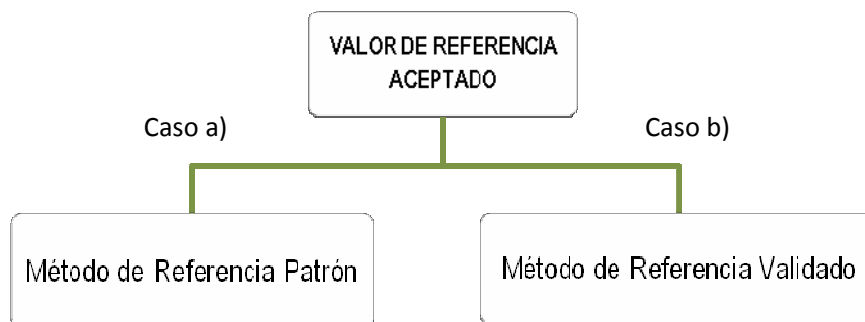 VALOR DE REFERENCIA
ACEPTADO
Caso a)
Caso b)
Método de Referencia Patrón
Método de Referencia Validado